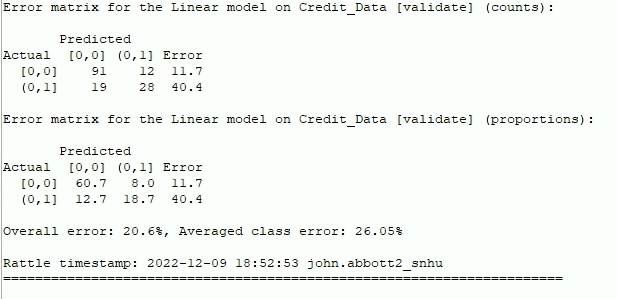 Error matrix for the Linear model on Credit_Data [validate] (counts):
Predicted
Actual [0,0] (0,1] Error
[0,0] 91 12 11.7
(0,1] 19 28 40.4
Error matrix for the Linear model on Credit_Data [validate] (proportions):
Predicted
Actual [0,0] (0,1] Error
[0,0] 60.7 8.0 11.7
(0,1] 12.7 18.7 40.4
Overall error: 20.6%, Averaged class error: 26.05%
Rattle timestamp: 2022-12-09 18:52:53 john.abbott2_snhu
======================================================================